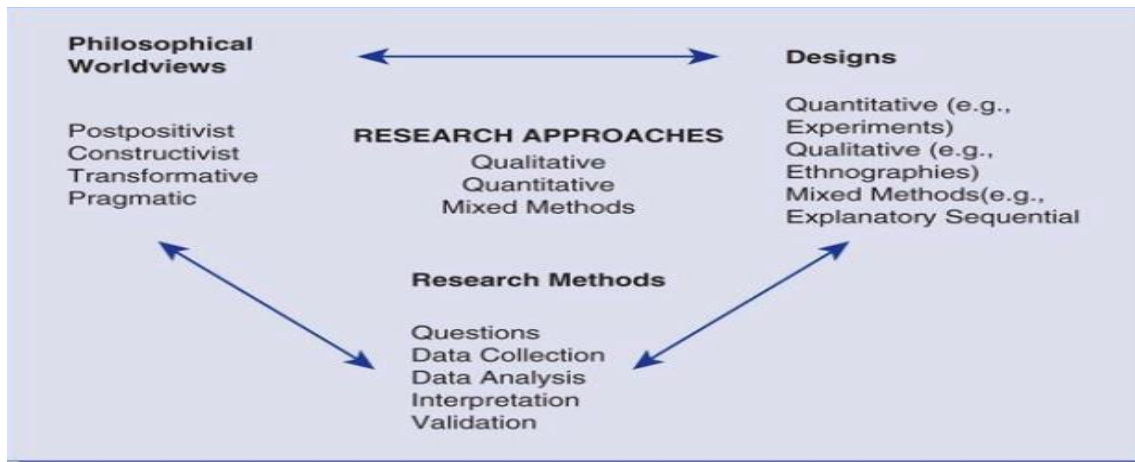 Philosophical
Worldviews
Postpositivist
Constructivist
Transformative
Pragmatic
RESEARCH APPROACHES
Qualitative
Quantitative
Mixed Methods
Designs
Quantitative (e.g.,
Experiments)
Qualitative (e.g.,
Ethnographies)
Mixed Methods(e.g.,
Explanatory Sequential
Research Methods
Questions
Data Collection
Data Analysis
Interpretation
Validation